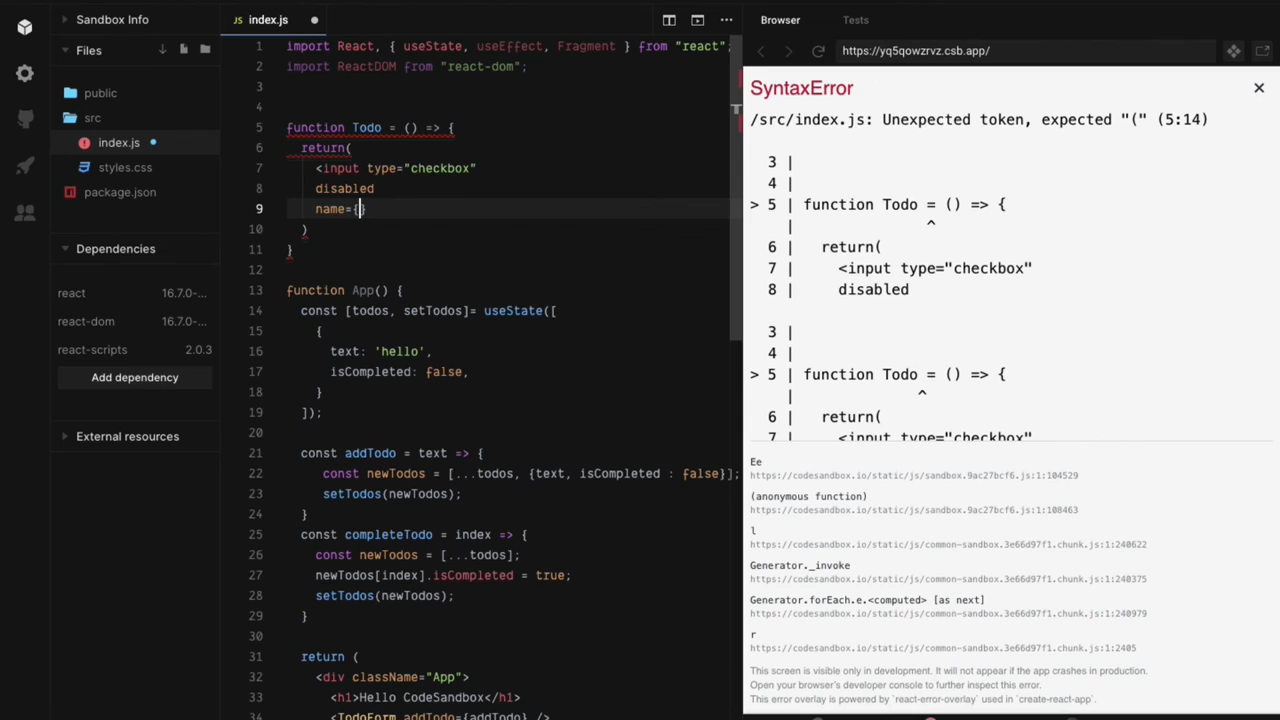 Sandbox Info
Files
public
src
index.js
styles.css
package.json
Dependencies
react 16.7.0-...
react-dom 16.7.0-...
react-scripts 2.0.3
Add dependency
External resources
JS index.js
1 import React, { useState, useEffect, Fragment } from "react";
2 import ReactDOM from "react-dom";
3
4
5 function Todo = () => {
6 return(
7 <input type="checkbox"
8 disabled
9 name={}
10 )
11 }
12
13 function App() {
14 const [todos, setTodos]= useState([
15 {
16 text: 'hello',
17 isCompleted: false,
18 }
19 ]);
20
21 const addTodo = text => {
22 const newTodos = [...todos, {text, isCompleted : false}];
23 setTodos(newTodos);
24 }
25 const completeTodo = index => {
26 const newTodos = [...todos];
27 newTodos[index].isCompleted = true;
28 setTodos(newTodos);
29 }
30
31 return (
32 <div className="App">
33 <h1>Hello CodeSandbox</h1>
34 <TodoForm addTodo={addTodo} />
Browser Tests
https://yq5qowzrvz.csb.app/
SyntaxError
/src/index.js: Unexpected token, expected "(" (5:14)
3 |
4 |
> 5 | function Todo = () => {
| ^
6 | return(
7 | <input type="checkbox"
8 | disabled
3 |
4 |
> 5 | function Todo = () => {
| ^
6 | return(
7 | <input type="checkbox"
Ee
https://codesandbox.io/static/js/sandbox.9ac27bcf6.js:1:104529
(anonymous function)
https://codesandbox.io/static/js/sandbox.9ac27bcf6.js:1:108463
l
https://codesandbox.io/static/js/common-sandbox.3e66d97f1.chunk.js:1:240622
Generator._invoke
https://codesandbox.io/static/js/common-sandbox.3e66d97f1.chunk.js:1:240375
Generator.forEach.e.<computed> [as next]
https://codesandbox.io/static/js/common-sandbox.3e66d97f1.chunk.js:1:240979
r
https://codesandbox.io/static/js/common-sandbox.3e66d97f1.chunk.js:1:2405
This screen is visible only in development. It will not appear if the app crashes in production.
Open your browser's developer console to further inspect this error.
This error overlay is powered by `react-error-overlay` used in `create-react-app`.